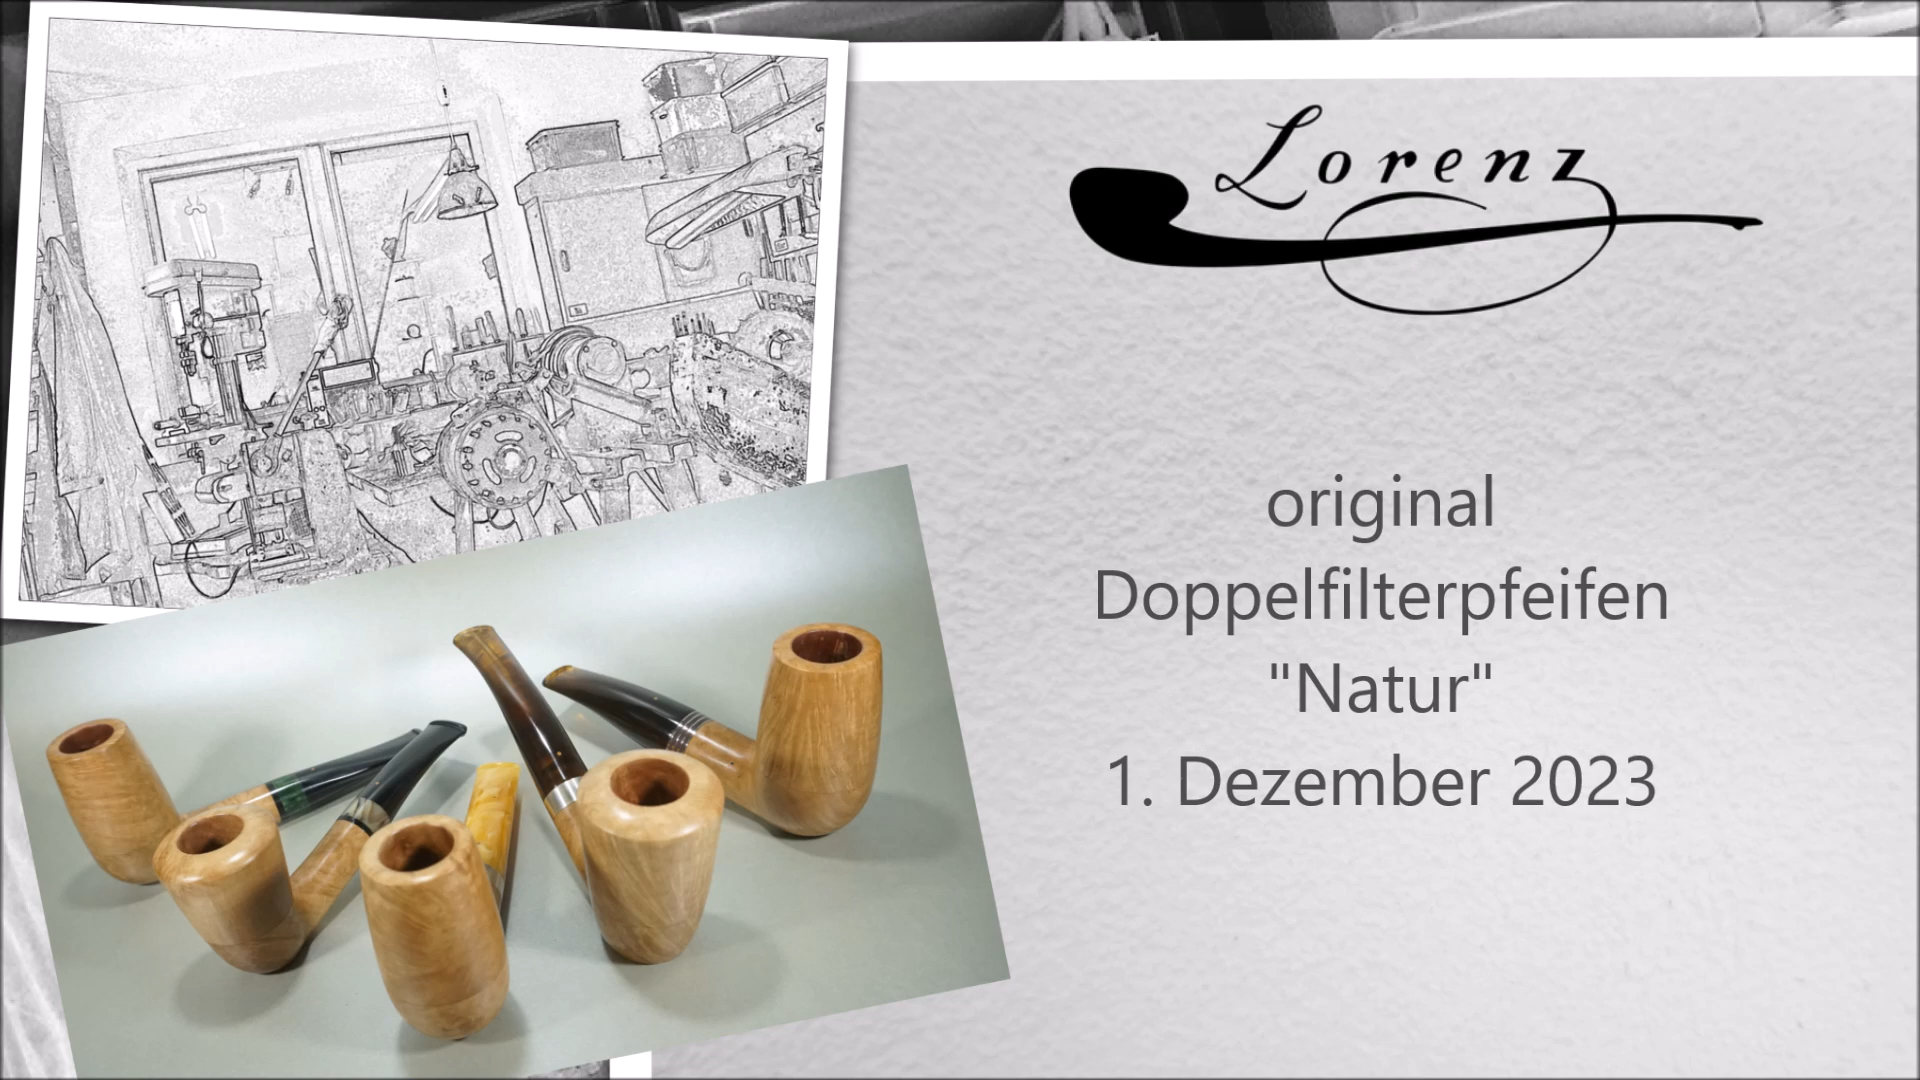 Lorenz
original
Doppelfilterpfeifen
"Natur"
1. Dezember 2023